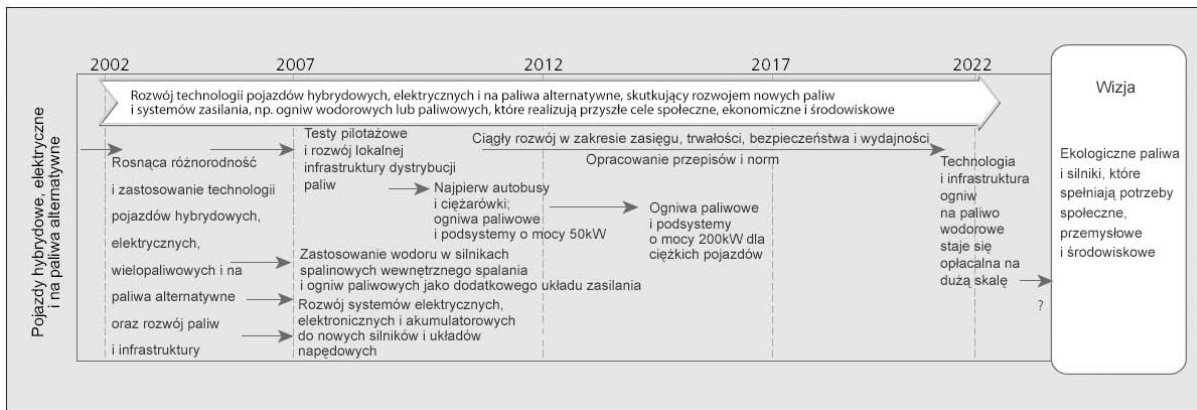 2002 2007 2012 2017 2022
Rozwój technologii pojazdów hybrydowych, elektrycznych i na paliwa alternatywne, skutkujący rozwojem nowych paliw
i systemów zasilania, np. ogniw wodorowych lub paliwowych, które realizują przyszłe cele społeczne, ekonomiczne i środowiskowe
Pojazdy hybrydowe, elektryczne
i na paliwa alternatywne
Rosnąca różnorodność
i zastosowanie technologii
pojazdów hybrydowych,
elektrycznych,
wielopaliwowych i na
paliwa alternatywne
oraz rozwój paliw
i infrastruktury
Testy pilotażowe
i rozwój lokalnej
infrastruktury dystrybucji
paliw
Ciągły rozwój w zakresie zasięgu, trwałości, bezpieczeństwa i wydajności
Opracowanie przepisów i norm
Najpierw autobusy
i ciężarówki;
ogniwa paliwowe
i podsystemy o mocy 50kW
Ogniwa paliwowe
i podsystemy
o mocy 200kW dla
ciężkich pojazdów
Zastosowanie wodoru w silnikach
spalinowych wewnętrznego spalania
i ogniw paliwowych jako dodatkowego układu zasilania
Rozwój systemów elektrycznych,
elektronicznych i akumulatorowych
do nowych silników i układów
napędowych
Technologia
i infrastruktura
ogniw
na paliwo
wodorowe
staje się
opłacalna na
dużą skalę
?
Wizja
Ekologiczne paliwa
i silniki, które
spełniają potrzeby
społeczne,
przemysłowe
i środowiskowe